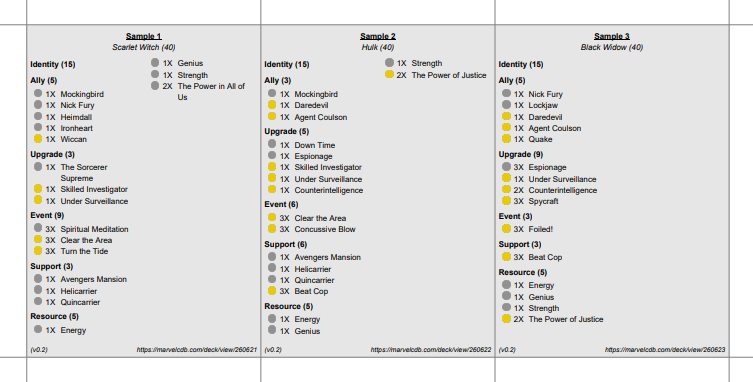 Sample 1
Scarlet Witch (40)
Identity (15)
Ally (5)
1X Mockingbird
1X Nick Fury
1X Heimdall
1X Ironheart
1X Wiccan
Upgrade (3)
1X The Sorcerer
Supreme
1X Skilled Investigator
1X Under Surveillance
Event (9)
3X Spiritual Meditation
3X Clear the Area
3X Turn the Tide
Support (3)
1X Avengers Mansion
1X Helicarrier
1X Quincarrier
Resource (5)
1X Energy
1X Genius
1X Strength
2X The Power in All of
Us
(v0.2) https://marvelcdb.com/deck/view/260621
Sample 2
Hulk (40)
Identity (15)
Ally (3)
1X Mockingbird
1X Daredevil
1X Agent Coulson
Upgrade (5)
1X Down Time
1X Espionage
1X Skilled Investigator
1X Under Surveillance
1X Counterintelligence
Event (6)
3X Clear the Area
3X Concussive Blow
Support (6)
1X Avengers Mansion
1X Helicarrier
1X Quincarrier
3X Beat Cop
Resource (5)
1X Energy
1X Genius
1X Strength
2X The Power of Justice
(v0.2) https://marvelcdb.com/deck/view/260622
Sample 3
Black Widow (40)
Identity (15)
Ally (5)
1X Nick Fury
1X Lockjaw
1X Daredevil
1X Agent Coulson
1X Quake
Upgrade (9)
3X Espionage
1X Under Surveillance
2X Counterintelligence
3X Spycraft
Event (3)
3X Foiled!
Support (3)
3X Beat Cop
Resource (5)
1X Energy
1X Genius
1X Strength
2X The Power of Justice
(v0.2) https://marvelcdb.com/deck/view/260623